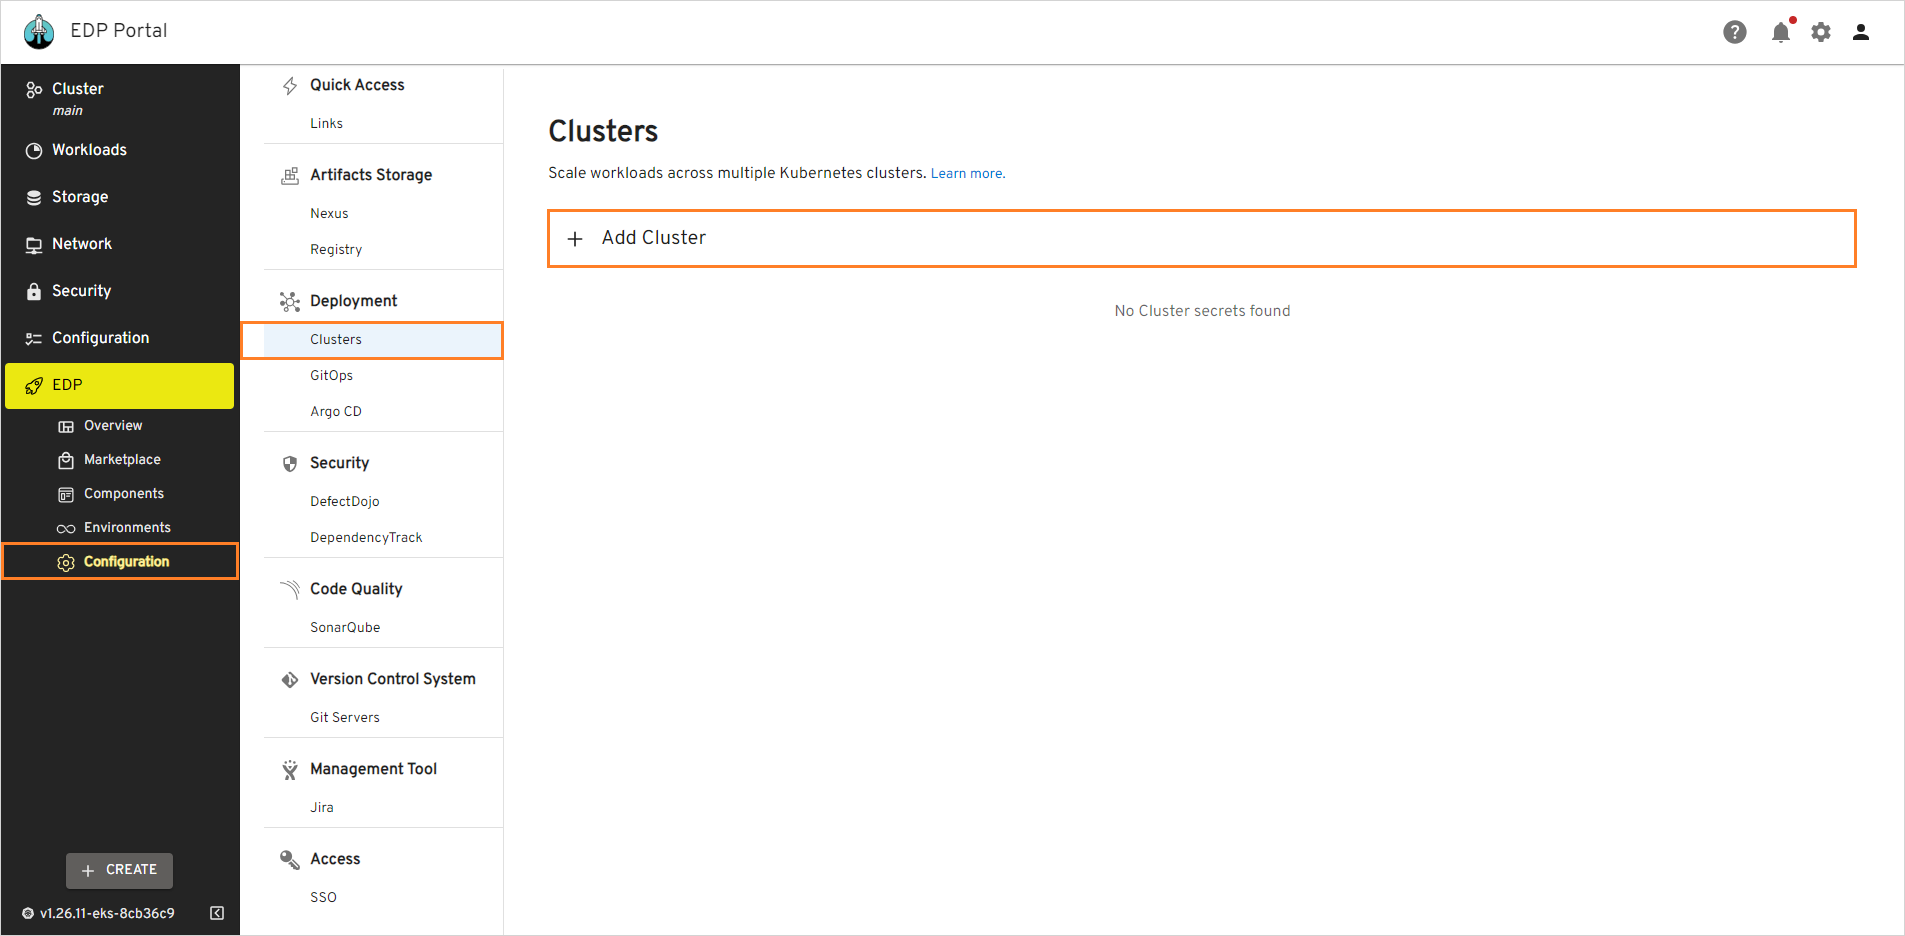 EDP Portal
?
Cluster
main
Workloads
Storage
Network
Security
Configuration
EDP
Overview
Marketplace
Components
Environments
Configuration
+ CREATE
v1.26.11-eks-8cb36c9
Quick Access
Links
Artifacts Storage
Nexus
Registry
Deployment
Clusters
GitOps
Argo CD
Security
DefectDojo
DependencyTrack
Code Quality
SonarQube
Version Control System
Git Servers
Management Tool
Jira
Access
SSO
Clusters
Scale workloads across multiple Kubernetes clusters. Learn more.
+ Add Cluster
No Cluster secrets found